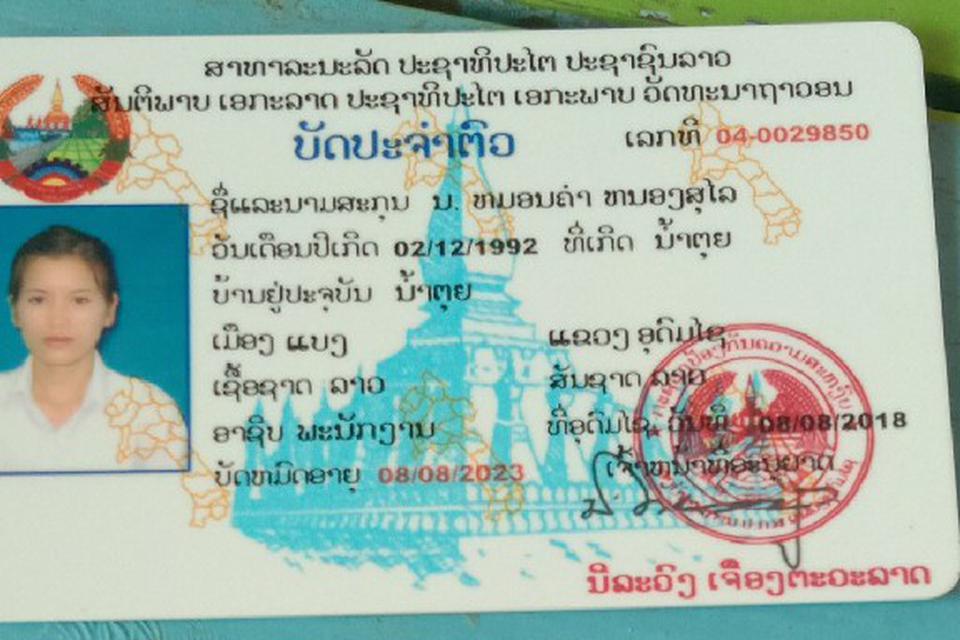 ສາທາລະນະລັດ ປະຊາທິປະໄຕ ປະຊາຊົນລາວ
ສັນຕິພາບ ເອກະລາດ ປະຊາທິປະໄຕ ເອກະພາບ ວັດທະນາຖາວອນ
ບັດປະຈຳຕົວ ເລກທີ 04-0029850
ຊື່ແລະນາມສະກຸນ ນ. ຫມອນຄຳ ຫນອງສຸໄລ
ວັນເດືອນປີເກີດ 02/12/1992 ທີ່ເກີດ ນ້ຳຕຸຍ
ບ້ານຢູ່ປະຈຸບັນ ນ້ຳຕຸຍ
ເມືອງ ແບງ ແຂວງ ອຸດົມໄຊ
ເຊື້ອຊາດ ລາວ ສັນຊາດ ລາວ
ອາຊີບ ພະນັກງານ ທີ່ອຸດົມໄຊ, ວັນທີ 08/08/2018
ບັດຫມົດອາຍຸ 08/08/2023 ເຈົ້າຫນ້າທີ່ອະນຸຍາດ
ນິລະວົງ ເຈືອງຕະວະລາດ